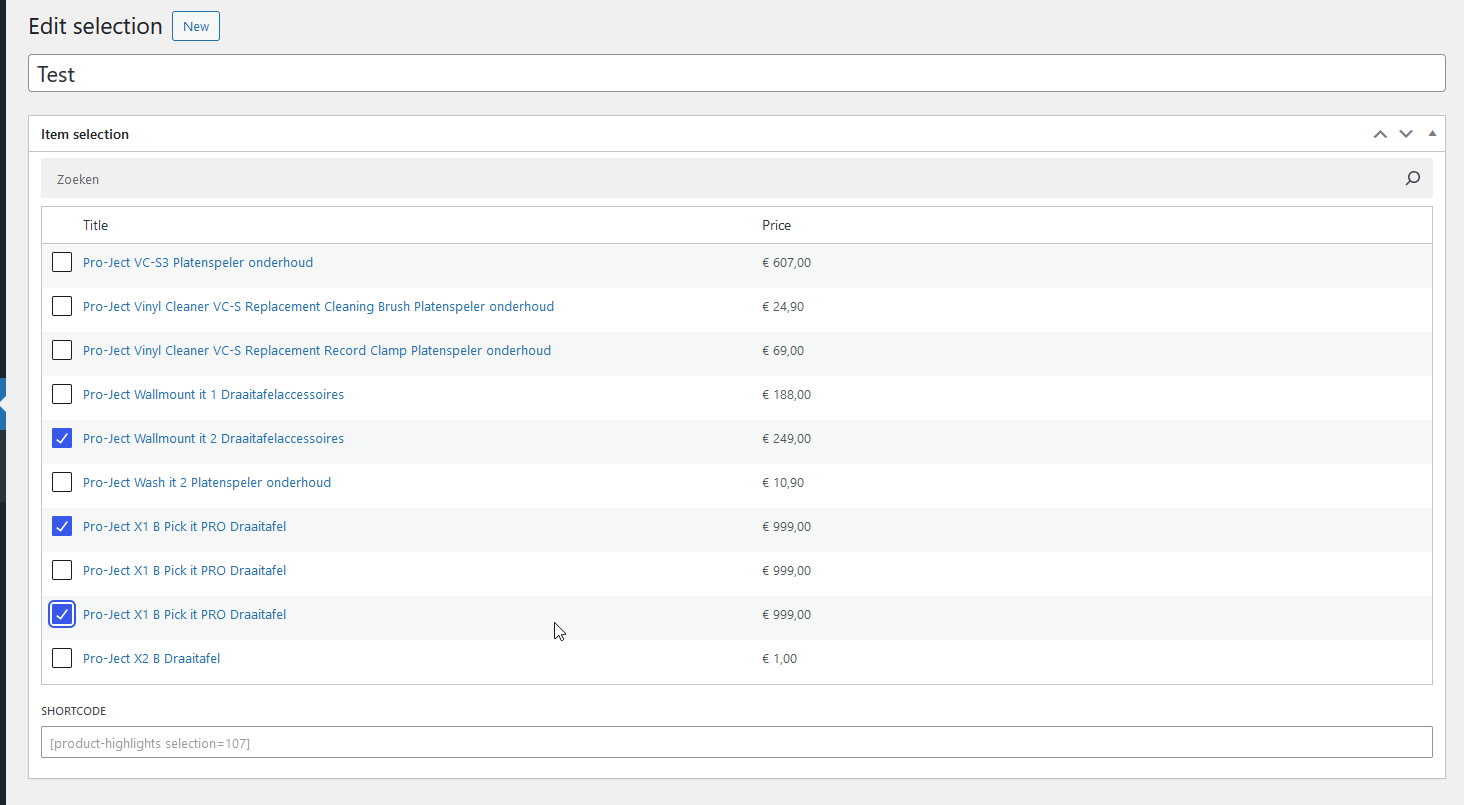 Edit selection New
Test
Item selection
Zoeken
Title Price
Pro-Ject VC-S3 Platenspeler onderhoud € 607,00
Pro-Ject Vinyl Cleaner VC-S Replacement Cleaning Brush Platenspeler onderhoud € 24,90
Pro-Ject Vinyl Cleaner VC-S Replacement Record Clamp Platenspeler onderhoud € 69,00
Pro-Ject Wallmount it 1 Draaitafelaccessoires € 188,00
Pro-Ject Wallmount it 2 Draaitafelaccessoires € 249,00
Pro-Ject Wash it 2 Platenspeler onderhoud € 10,90
Pro-Ject X1 B Pick it PRO Draaitafel € 999,00
Pro-Ject X1 B Pick it PRO Draaitafel € 999,00
Pro-Ject X1 B Pick it PRO Draaitafel € 999,00
Pro-Ject X2 B Draaitafel € 1,00
SHORTCODE
[product-highlights selection=107]